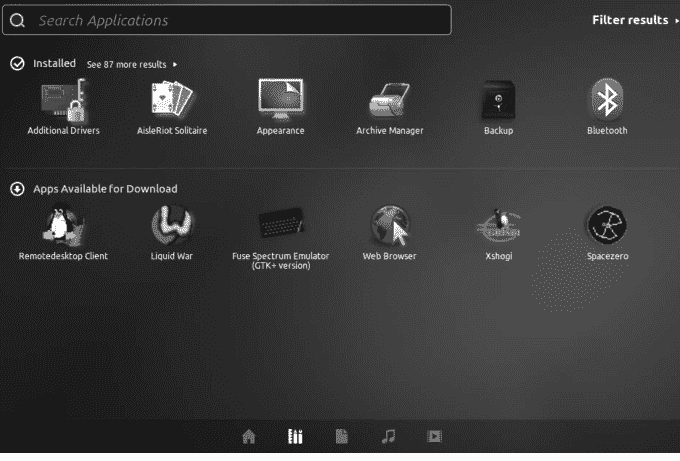 Search Applications
Filter results
Installed See 87 more results
Additional Drivers
AisleRiot Solitaire
Appearance
Archive Manager
Backup
Bluetooth
Apps Available for Download
Remotedesktop Client
Liquid War
Fuse Spectrum Emulator
(GTK+ version)
Web Browser
Xshogi
Spacezero